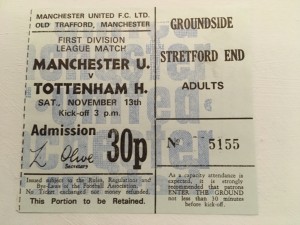 MANCHESTER UNITED F.C. LTD.
OLD TRAFFORD, MANCHESTER
FIRST DIVISION
LEAGUE MATCH
MANCHESTER U.
v
TOTTENHAM H.
SAT., NOVEMBER 13th
Kick-off 3 p.m.
Admission
30p
L Olive
Secretary
Issued subject to the Rules, Regulations and
Bye-Laws of the Football Association.
No Ticket exchanged nor money refunded.
This Portion to be Retained.
GROUNDSIDE
STRETFORD END
ADULTS
No 5155
As a capacity attendance is
expected, it is strongly
recommended that patrons
ENTER THE GROUND
not less than 30 minutes
before kick-off.